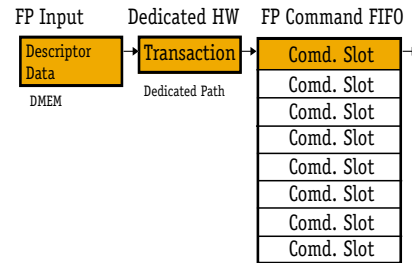 FP Input
Dedicated HW
FP Command FIFO
Descriptor
Data
DMEM
Transaction
Dedicated Path
Comd. Slot
Comd. Slot
Comd. Slot
Comd. Slot
Comd. Slot
Comd. Slot
Comd. Slot
Comd. Slot